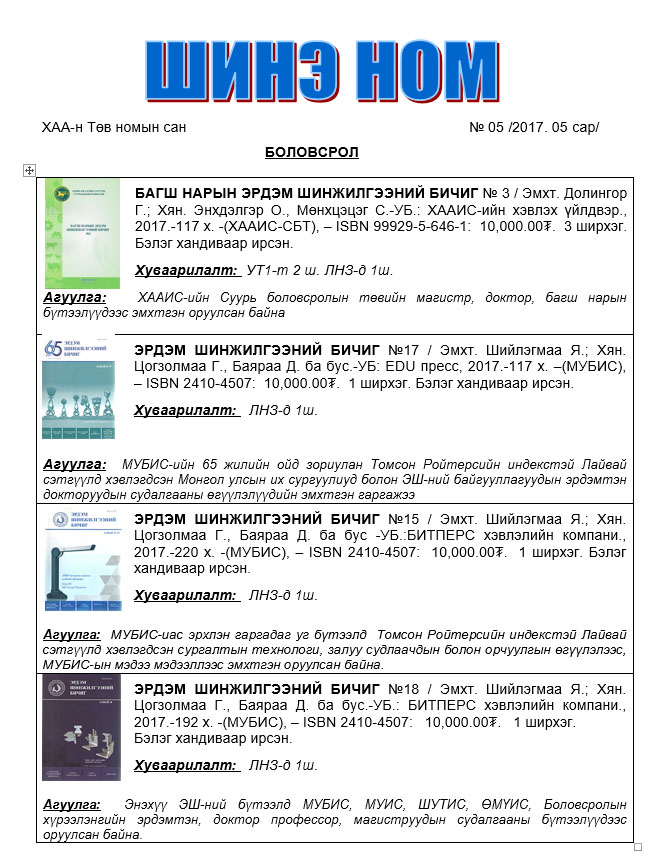 ШИНЭ НОМ
ХАА-н Төв номын сан № 05 /2017. 05 сар/
БОЛОВСРОЛ
БАГШ НАРЫН ЭРДЭМ ШИНЖИЛГЭЭНИЙ БИЧИГ № 3 / Эмхт. Долингор
Г.; Хян. Энхдэлгэр О., Мөнхцэцэг С.-УБ.: ХААИС-ийн хэвлэх үйлдвэр.,
2017.-117 х. -(ХААИС-СБТ), – ISBN 99929-5-646-1: 10,000.00₮. 3 ширхэг.
Бэлэг хандиваар ирсэн.
Хуваарилалт: УТ1-т 2 ш. ЛНЗ-д 1ш.
Агуулга: ХААИС-ийн Суурь боловсролын төвийн магистр, доктор, багш нарын
бүтээлүүдээс эмхтгэн оруулсан байна
65 ЭРДЭМ
ШИНЖИЛГЭЭНИЙ
БИЧИГ
ЭРДЭМ ШИНЖИЛГЭЭНИЙ БИЧИГ №17 / Эмхт. Шийлэгмаа Я.; Хян.
Цогзолмаа Г., Баяраа Д. ба бус.-УБ: EDU пресс, 2017.-117 х. –(МУБИС),
– ISBN 2410-4507: 10,000.00₮. 1 ширхэг. Бэлэг хандиваар ирсэн.
Хуваарилалт: ЛНЗ-д 1ш.
Агуулга: МУБИС-ийн 65 жилийн ойд зориулан Томсон Ройтерсийн индекстэй Лайвай
сэтгүүлд хэвлэгдсэн Монгол улсын их сургуулиуд болон ЭШ-ний байгууллагуудын эрдэмтэн
докторуудын судалгааны өгүүлэлүүдийн эмхтгэн гаргажээ
ЭРДЭМ
ШИНЖИЛГЭЭНИЙ
БИЧИГ
ЭРДЭМ ШИНЖИЛГЭЭНИЙ БИЧИГ №15 / Эмхт. Шийлэгмаа Я.; Хян.
Цогзолмаа Г., Баяраа Д. ба бус -УБ.:БИТПЕРС хэвлэлийн компани.,
2017.-220 х. -(МУБИС), – ISBN 2410-4507: 10,000.00₮. 1 ширхэг. Бэлэг
хандиваар ирсэн.
Хуваарилалт: ЛНЗ-д 1ш.
Агуулга: МУБИС-иас эрхлэн гаргадаг уг бүтээлд Томсон Ройтерсийн индекстэй Лайвай
сэтгүүлд хэвлэгдсэн сургалтын технологи, залуу судлаачдын болон орчуулгын өгүүлэлээс,
МУБИС-ын мэдээ мэдээллээс эмхтгэн оруулсан байна.
ЭРДЭМ
ШИНЖИЛГЭЭНИЙ
БИЧИГ
ЭРДЭМ ШИНЖИЛГЭЭНИЙ БИЧИГ №18 / Эмхт. Шийлэгмаа Я.; Хян.
Цогзолмаа Г., Баяраа Д. ба бус.-УБ.: БИТПЕРС хэвлэлийн компани.,
2017.-192 х. -(МУБИС), – ISBN 2410-4507: 10,000.00₮. 1 ширхэг.
Бэлэг хандиваар ирсэн.
Хуваарилалт: ЛНЗ-д 1ш.
Агуулга: Энэхүү ЭШ-ний бүтээлд МУБИС, МУИС, ШУТИС, ӨМҮИС, Боловсролын
хүрээлэнгийн эрдэмтэн, доктор профессор, магиструудын судалгааны бүтээлүүдээс
оруулсан байна.